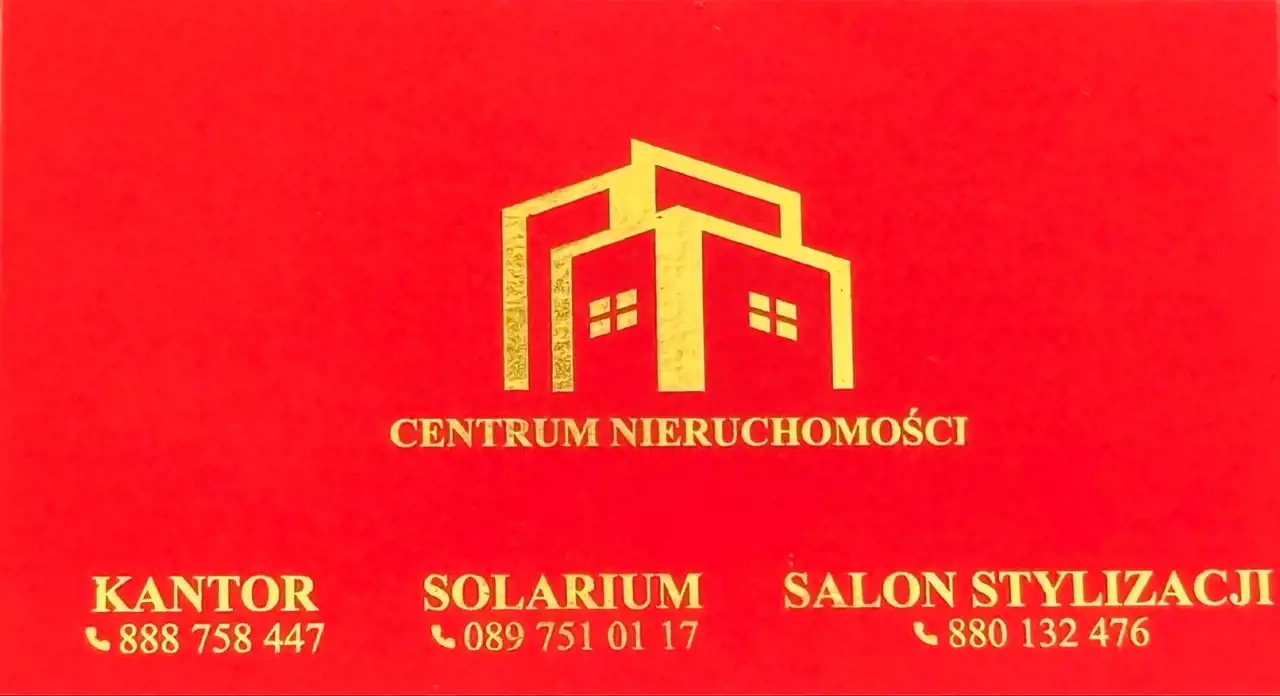 CENTRUM NIERUCHOMOŚCI
KANTOR
888 758 447
SOLARIUM
089 751 01 17
SALON STYLIZACJI
880 132 476